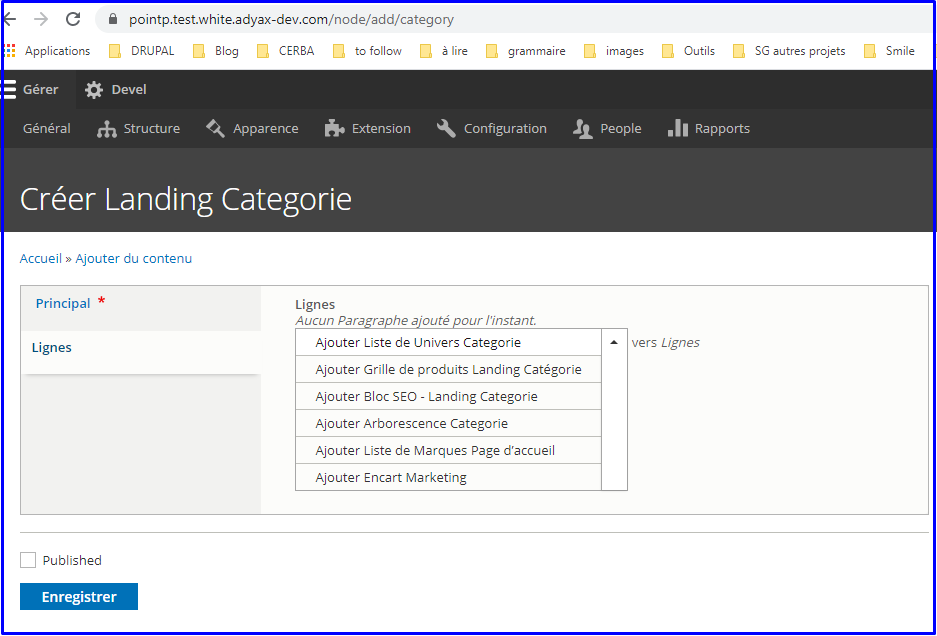 pointp.test.white.adyax-dev.com/node/add/category
Applications DRUPAL Blog CERBA to follow à lire grammaire images Outils SG autres projets Smile
Gérer Devel
Général Structure Apparence Extension Configuration People Rapports
Créer Landing Categorie
Accueil » Ajouter du contenu
Principal *
Lignes
Lignes
Aucun Paragraphe ajouté pour l'instant.
Ajouter Liste de Univers Categorie vers Lignes
Ajouter Grille de produits Landing Catégorie
Ajouter Bloc SEO - Landing Categorie
Ajouter Arborescence Categorie
Ajouter Liste de Marques Page d’accueil
Ajouter Encart Marketing
Published
Enregistrer